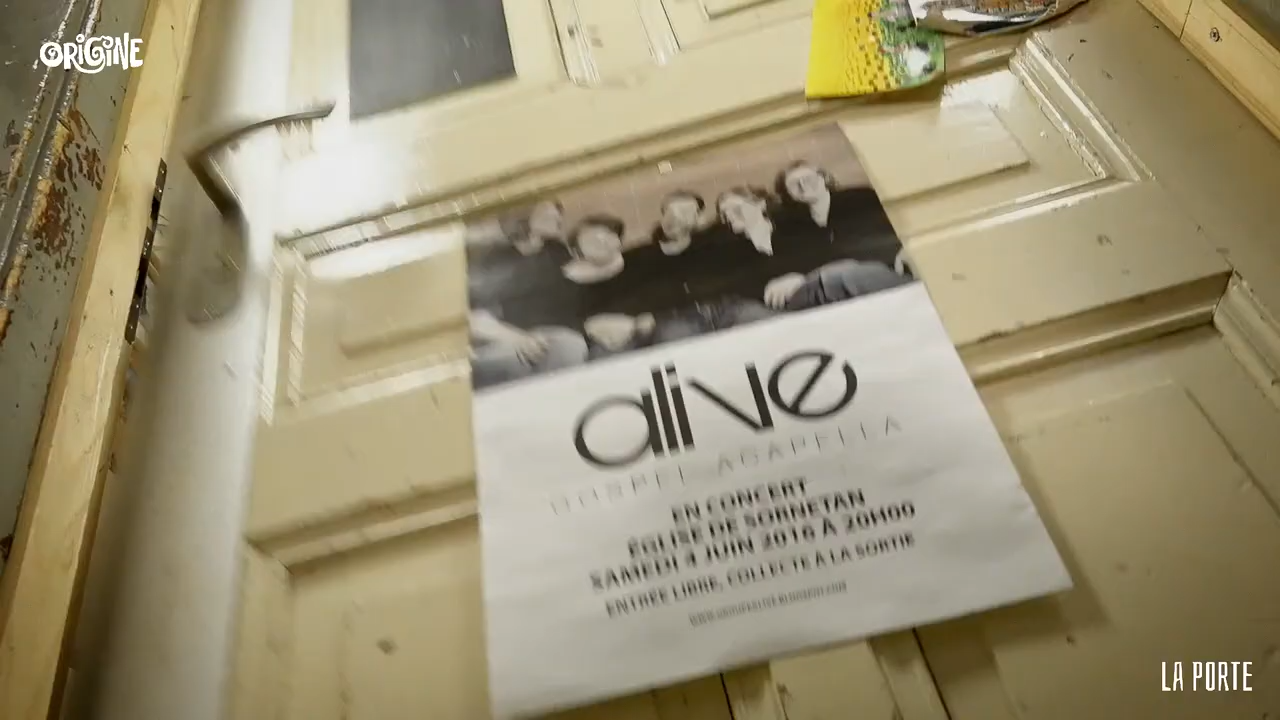 ORiGiNE
alive
GOSPEL ACAPELLA
EN CONCERT
ÉGLISE DE SORNETAN
SAMEDI 4 JUIN 2016 À 20H00
ENTRÉE LIBRE, COLLECTE À LA SORTIE
LA PORTE